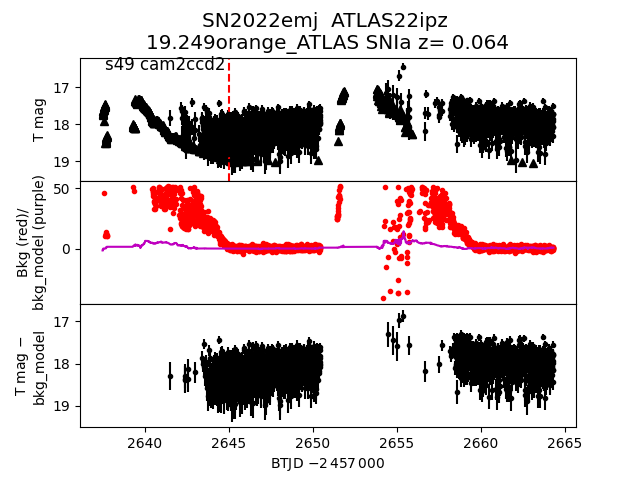 SN2022emj ATLAS22ipz
19.249orange_ATLAS SNIa z= 0.064
s49 cam2ccd2
T mag
17
18
19
Bkg (red)/
bkg_model (purple)
50
0
T mag −
bkg_model
17
18
19
2640 2645 2650 2655 2660 2665
BTJD −2 457 000